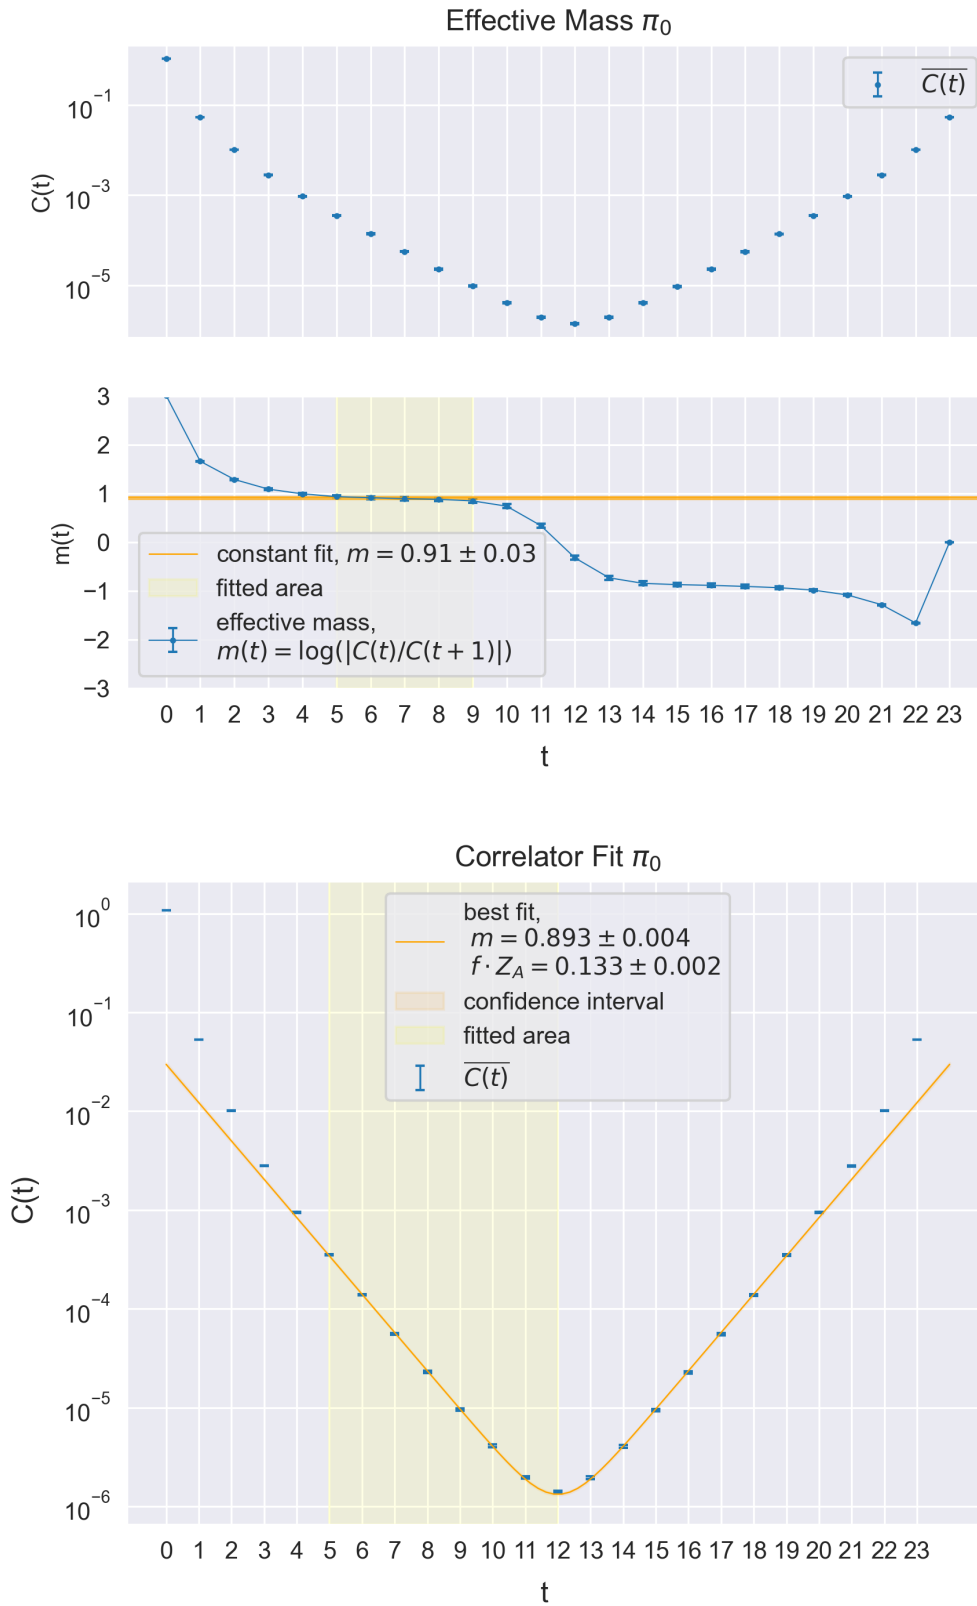 Effective Mass π₀
C(t)
10⁻¹
10⁻³
10⁻⁵
C(t)
3
2
1
0
−1
−2
−3
m(t)
constant fit, m = 0.91 ± 0.03
fitted area
effective mass,
m(t) = log(|C(t)/C(t + 1)|)
0 1 2 3 4 5 6 7 8 9 10 11 12 13 14 15 16 17 18 19 20 21 22 23
t
Correlator Fit π₀
best fit,
m = 0.893 ± 0.004
f · Z_A = 0.133 ± 0.002
confidence interval
fitted area
C(t)
10⁰
10⁻¹
10⁻²
10⁻³
10⁻⁴
10⁻⁵
10⁻⁶
C(t)
0 1 2 3 4 5 6 7 8 9 10 11 12 13 14 15 16 17 18 19 20 21 22 23
t